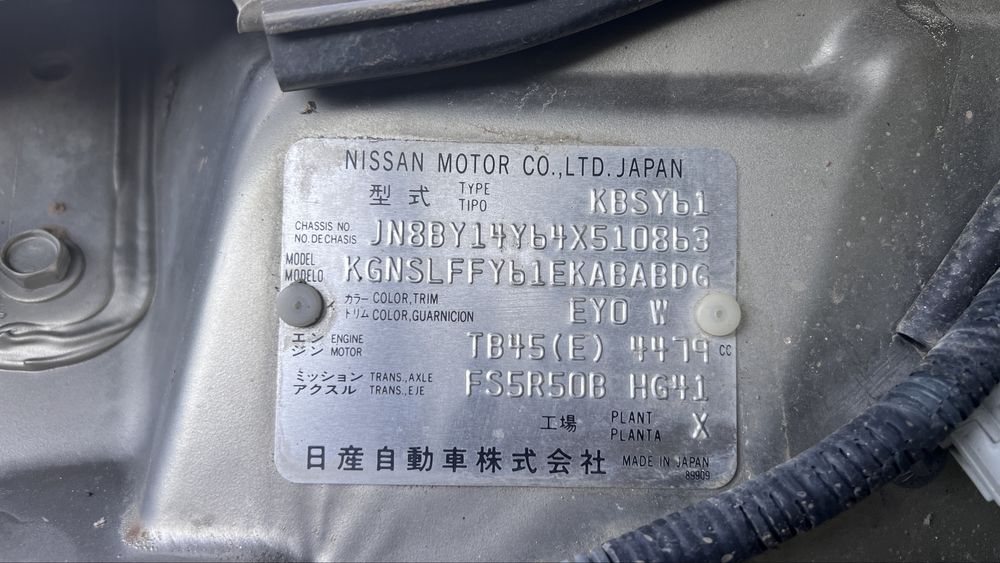 NISSAN MOTOR CO.,LTD. JAPAN
型式 TYPE TIPO KBSY61
CHASSIS NO. NO. DE CHASIS JN8BY14Y64X510863
MODEL MODELO KGNSLFFY61EKABABDG
カラー COLOR,TRIM
トリム COLOR,GUARNICION EY0 W
エン ENGINE
ジン MOTOR TB45(E) 4479 CC
ミッション TRANS.,AXLE
アクスル TRANS.,EJE FS5R50B HG41
工場 PLANT PLANTA X
日産自動車株式会社 MADE IN JAPAN
89909